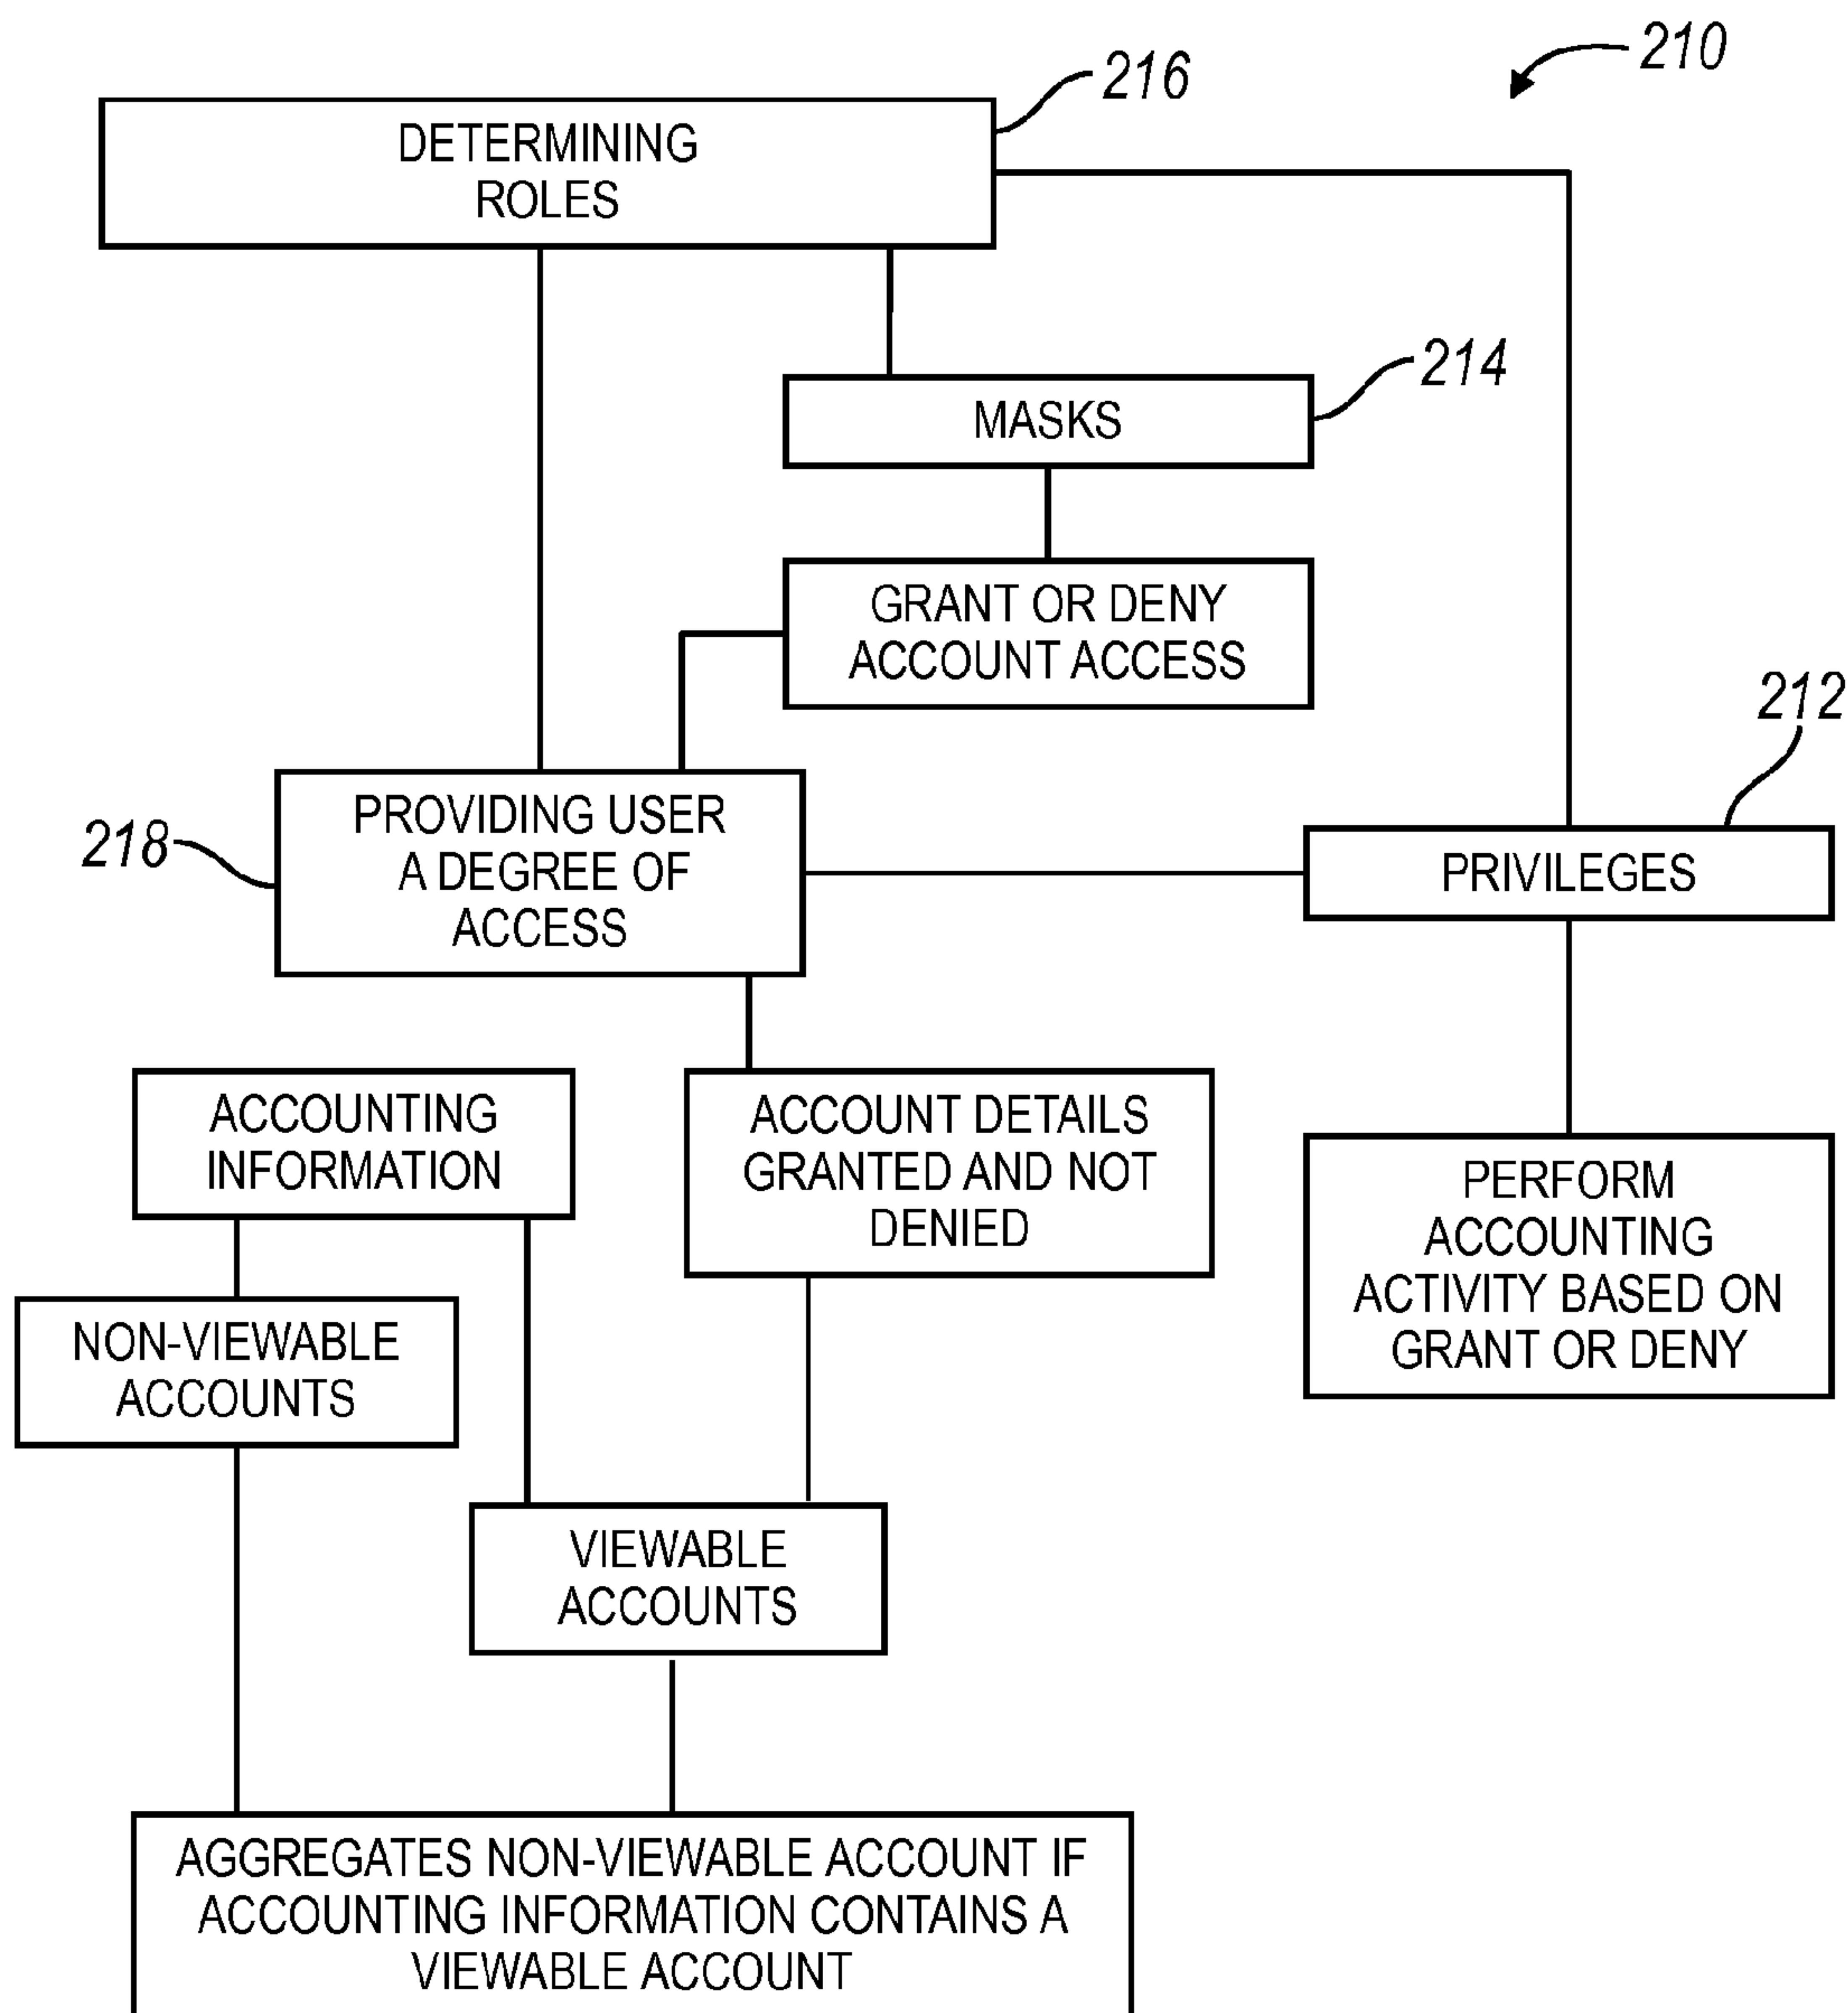 210
216
DETERMINING
ROLES
214
MASKS
GRANT OR DENY
ACCOUNT ACCESS
212
218
PROVIDING USER
A DEGREE OF
ACCESS
PRIVILEGES
ACCOUNTING
INFORMATION
ACCOUNT DETAILS
GRANTED AND NOT
DENIED
PERFORM
ACCOUNTING
ACTIVITY BASED ON
GRANT OR DENY
NON-VIEWABLE
ACCOUNTS
VIEWABLE
ACCOUNTS
AGGREGATES NON-VIEWABLE ACCOUNT IF
ACCOUNTING INFORMATION CONTAINS A
VIEWABLE ACCOUNT